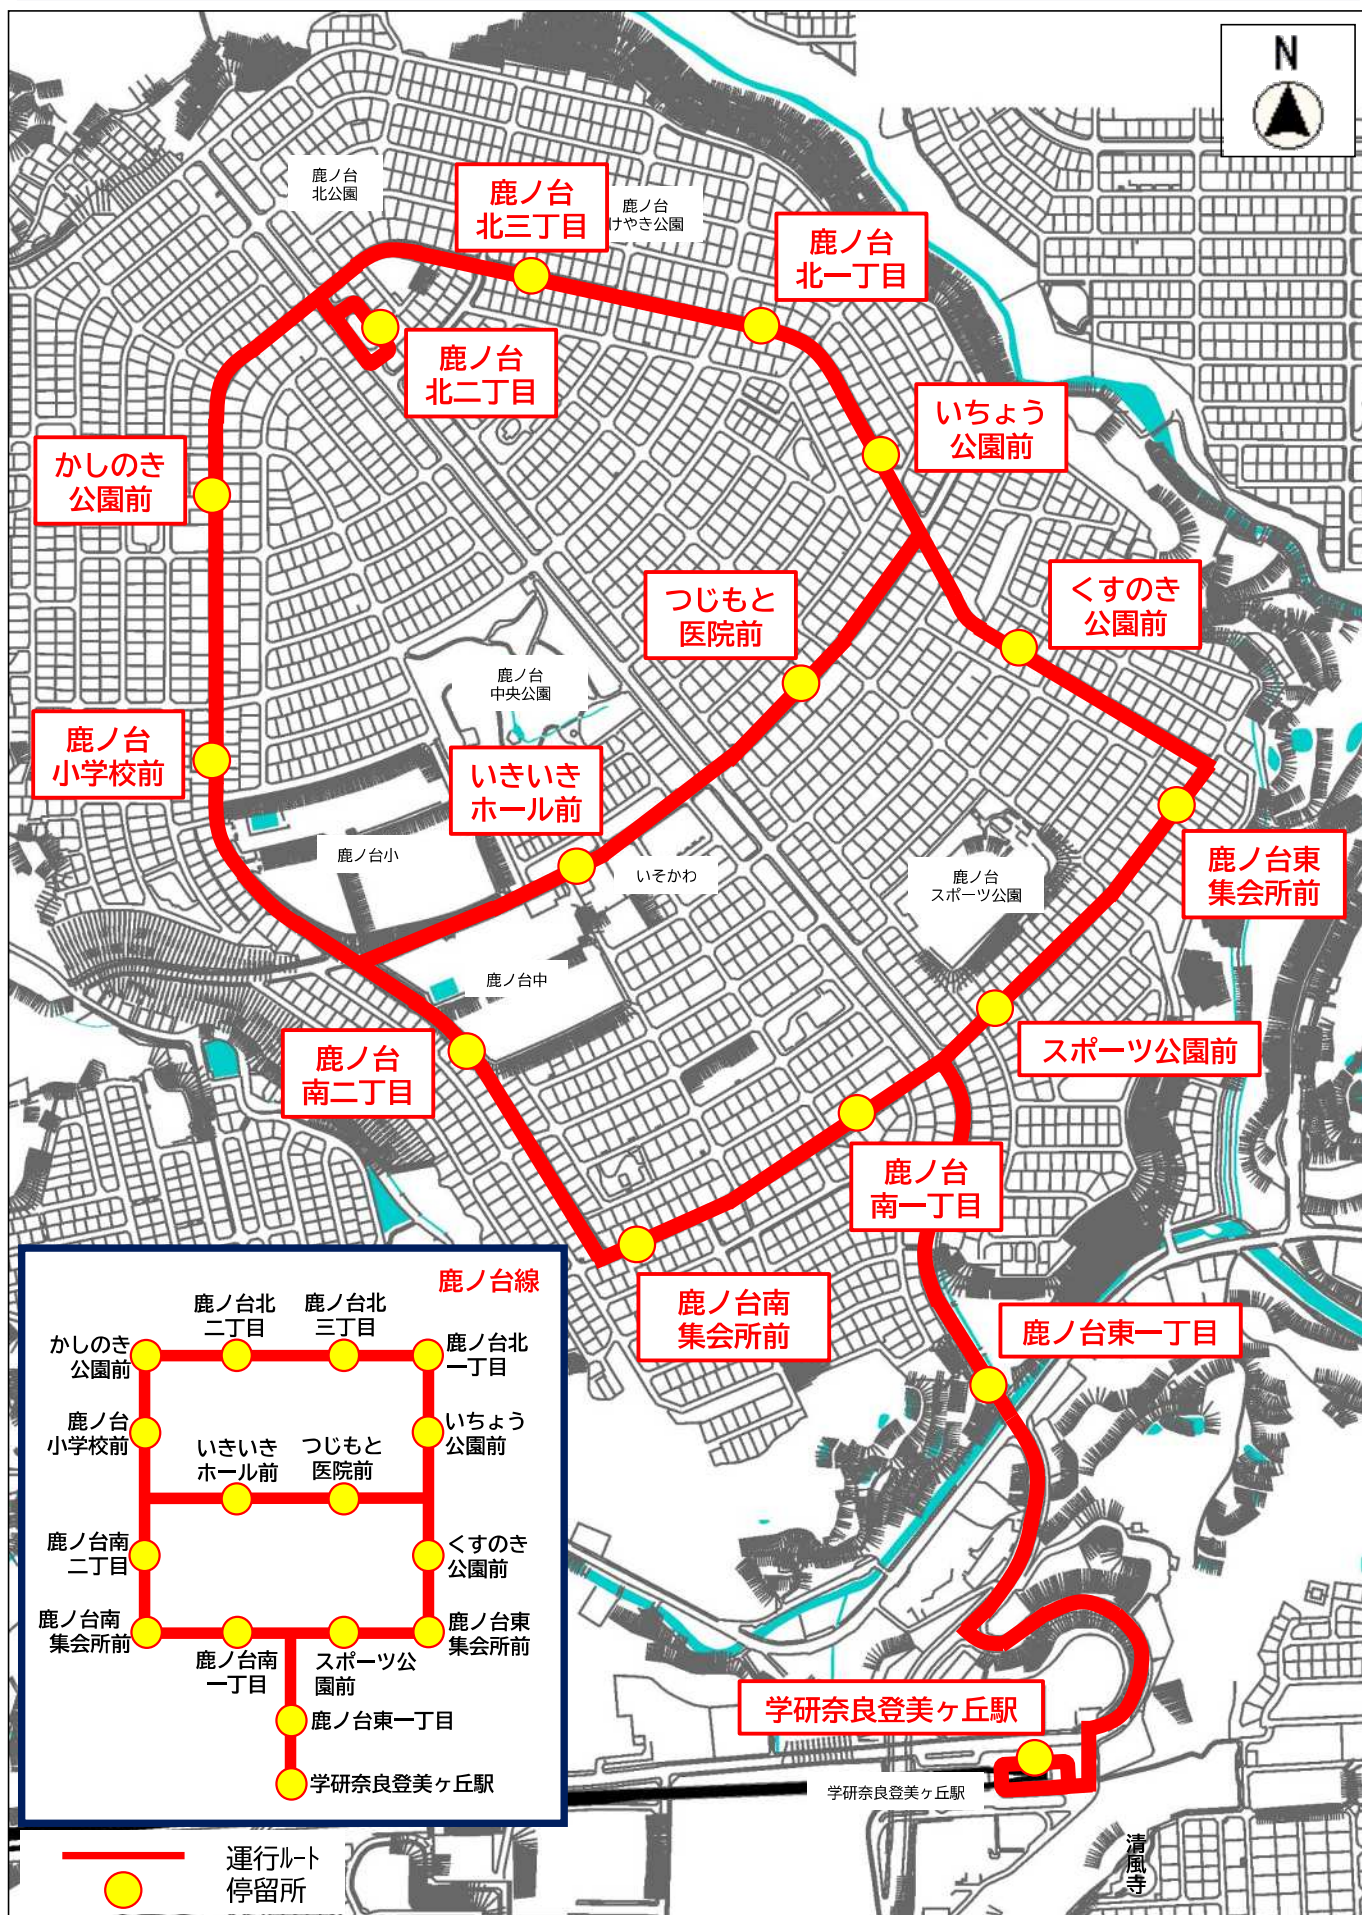 N
鹿ノ台
北公園
鹿ノ台
北三丁目
鹿ノ台
けやき公園
鹿ノ台
北一丁目
鹿ノ台
北二丁目
いちょう
公園前
かしのき
公園前
つじもと
医院前
くすのき
公園前
鹿ノ台
中央公園
鹿ノ台
小学校前
いきいき
ホール前
鹿ノ台小
いそかわ
鹿ノ台
スポーツ公園
鹿ノ台東
集会所前
鹿ノ台中
鹿ノ台
南二丁目
スポーツ公園前
鹿ノ台
南一丁目
鹿ノ台南
集会所前
鹿ノ台東一丁目
学研奈良登美ヶ丘駅
学研奈良登美ヶ丘駅
清風寺
鹿ノ台線
かしのき
公園前
鹿ノ台北
二丁目
鹿ノ台北
三丁目
鹿ノ台北
一丁目
鹿ノ台
小学校前
いきいき
ホール前
つじもと
医院前
いちょう
公園前
鹿ノ台南
二丁目
くすのき
公園前
鹿ノ台南
集会所前
鹿ノ台南
一丁目
スポーツ公
園前
鹿ノ台東
集会所前
鹿ノ台東一丁目
学研奈良登美ヶ丘駅
運行ルート
停留所